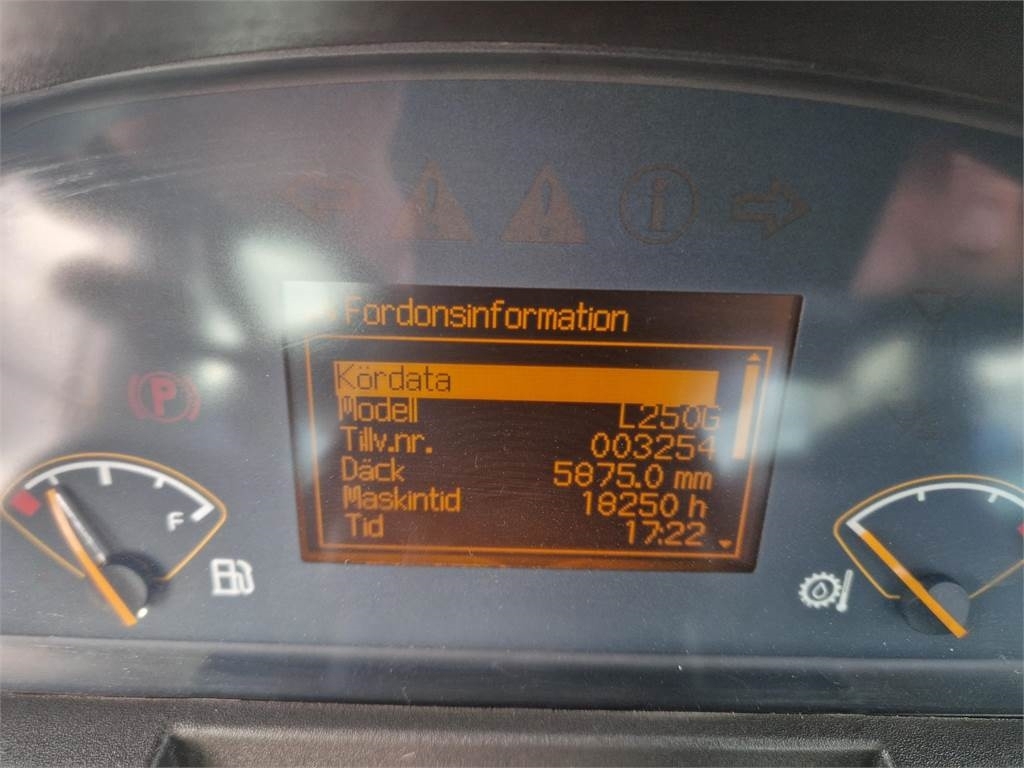 Fordonsinformation
Kördata
Modell L250G
Tillv.nr. 003254
Däck 5875.0 mm
Maskintid 18250 h
Tid 17:22
P
F